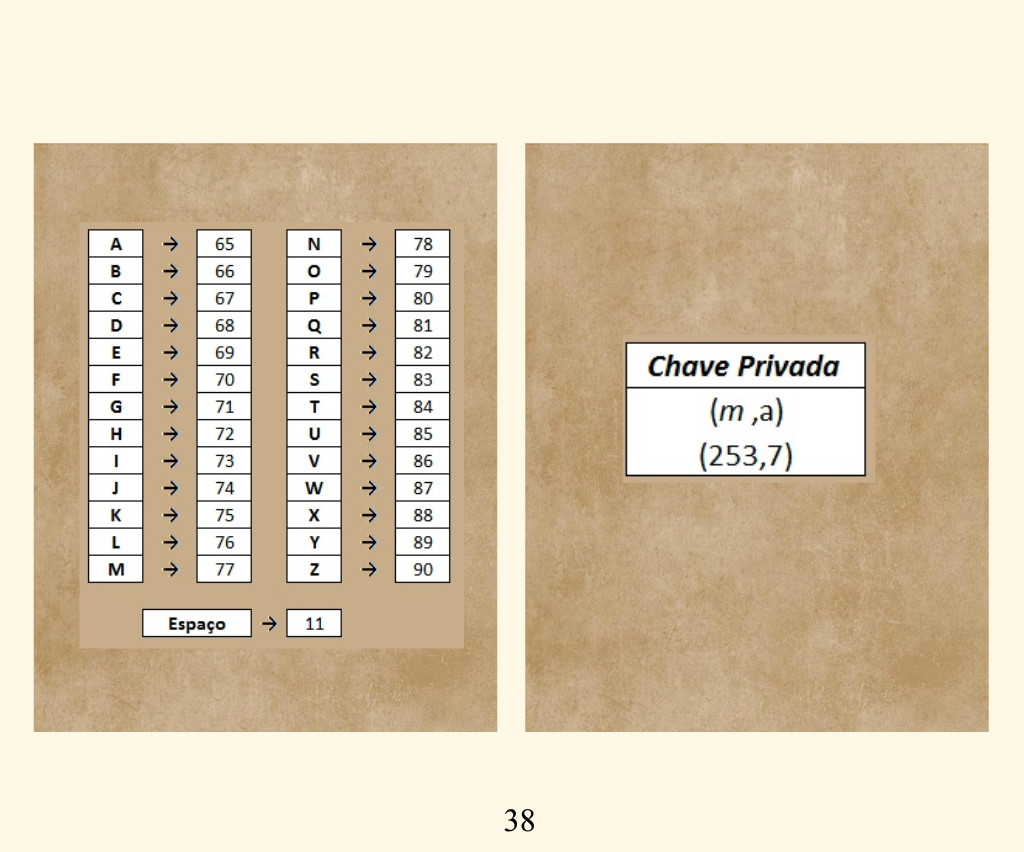 A → 65 N → 78
B → 66 O → 79
C → 67 P → 80
D → 68 Q → 81
E → 69 R → 82
F → 70 S → 83
G → 71 T → 84
H → 72 U → 85
I → 73 V → 86
J → 74 W → 87
K → 75 X → 88
L → 76 Y → 89
M → 77 Z → 90
Espaço → 11
Chave Privada
(m ,a)
(253,7)
38